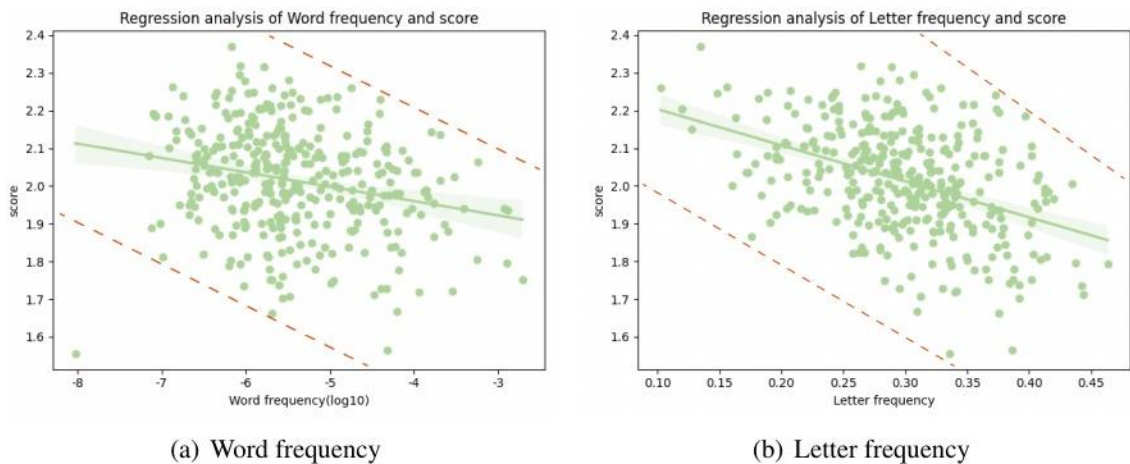 Regression analysis of Word frequency and score
2.4
2.3
2.2
2.1
2.0
1.9
1.8
1.7
1.6
score
-8 -7 -6 -5 -4 -3
Word frequency(log10)
(a) Word frequency
Regression analysis of Letter frequency and score
2.4
2.3
2.2
2.1
2.0
1.9
1.8
1.7
1.6
score
0.10 0.15 0.20 0.25 0.30 0.35 0.40 0.45
Letter frequency
(b) Letter frequency